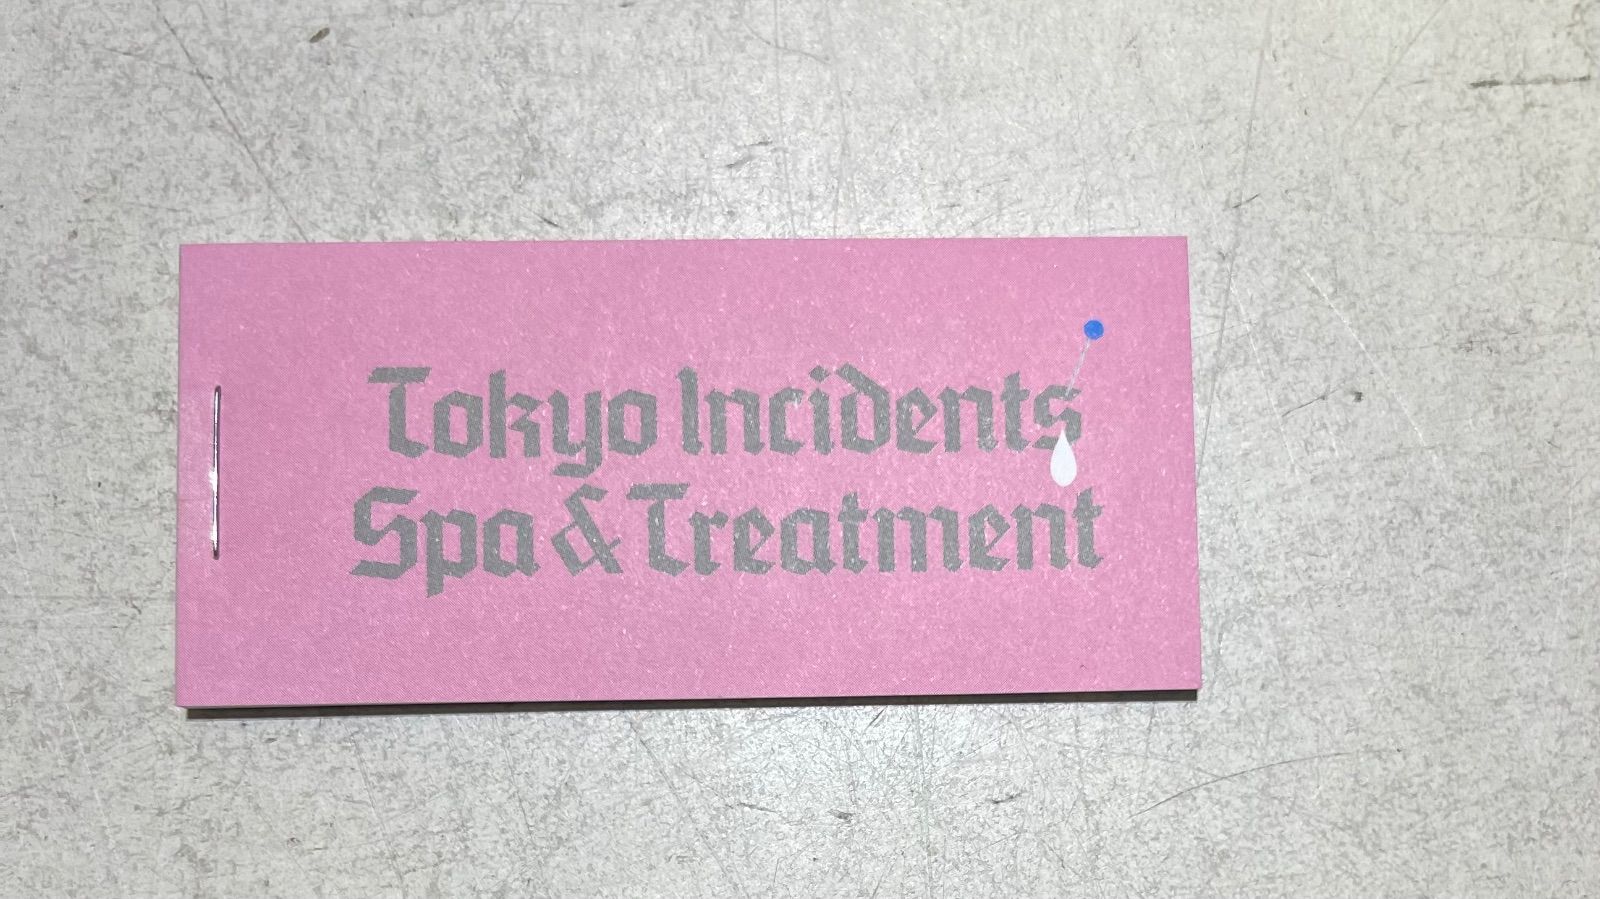 Tokyo Incidents
Spa & Treatment